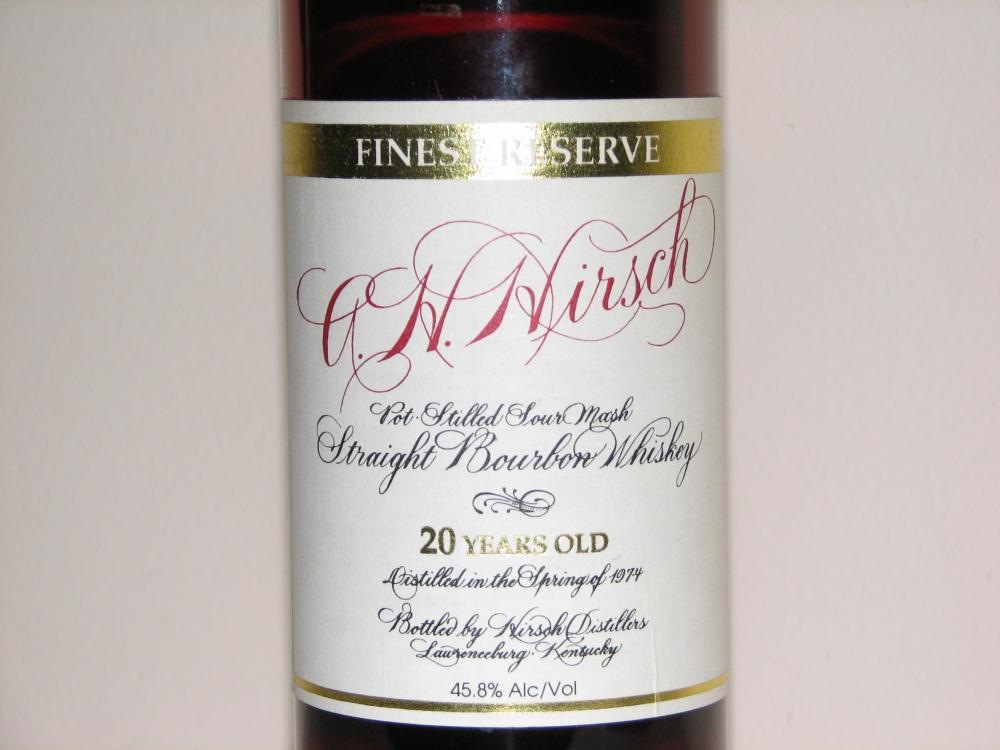 FINEST RESERVE
A. H. Hirsch
Pot·Stilled Sour Mash
Straight Bourbon Whiskey
20 YEARS OLD
Distilled in the Spring of 1974
Bottled by Hirsch Distillers
Lawrenceburg·Kentucky
45.8% Alc/Vol